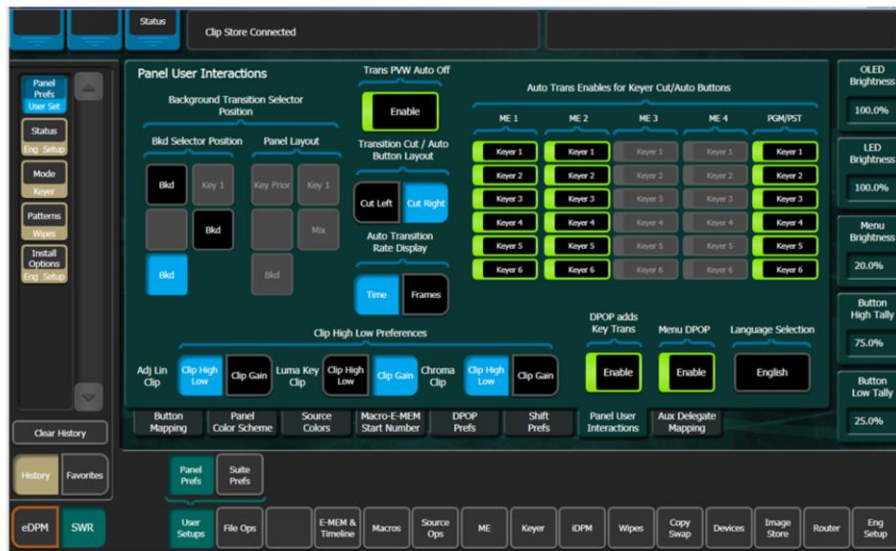 Status
Clip Store Connected
Panel
Prefs
User Set
Status
Eng Setup
Mode
Keyer
Patterns
Wipes
Install
Options
Eng Setup
Clear History
History
Favorites
eDPM
SWR
Panel User Interactions
Background Transition Selector
Position
Bkd Selector Position
Panel Layout
Bkd
Key 1
Key Prior
Key 1
Bkd
Mix
Bkd
Bkd
Trans PVW Auto Off
Enable
Transition Cut / Auto
Button Layout
Cut Left
Cut Right
Auto Transition
Rate Display
Time
Frames
Auto Trans Enables for Keyer Cut/Auto Buttons
ME 1
ME 2
ME 3
ME 4
PGM/PST
Keyer 1
Keyer 1
Keyer 1
Keyer 1
Keyer 1
Keyer 2
Keyer 2
Keyer 2
Keyer 2
Keyer 2
Keyer 3
Keyer 3
Keyer 3
Keyer 3
Keyer 3
Keyer 4
Keyer 4
Keyer 4
Keyer 4
Keyer 4
Keyer 5
Keyer 5
Keyer 5
Keyer 5
Keyer 5
Keyer 6
Keyer 6
Keyer 6
Keyer 6
Keyer 6
Clip High Low Preferences
Adj Lin
Clip
Clip High
Low
Clip Gain
Luma Key
Clip
Clip High
Low
Clip Gain
Chroma
Clip
Clip High
Low
Clip Gain
DPOP adds
Key Trans
Enable
Menu DPOP
Enable
Language Selection
English
Button
Mapping
Panel
Color Scheme
Source
Colors
Macro-E-MEM
Start Number
DPOP
Prefs
Shift
Prefs
Panel User
Interactions
Aux Delegate
Mapping
OLED
Brightness
100.0%
LED
Brightness
100.0%
Menu
Brightness
20.0%
Button
High Tally
75.0%
Button
Low Tally
25.0%
Panel
Prefs
Suite
Prefs
User
Setups
File Ops
E-MEM &
Timeline
Macros
Source
Ops
ME
Keyer
iDPM
Wipes
Copy
Swap
Devices
Image
Store
Router
Eng
Setup